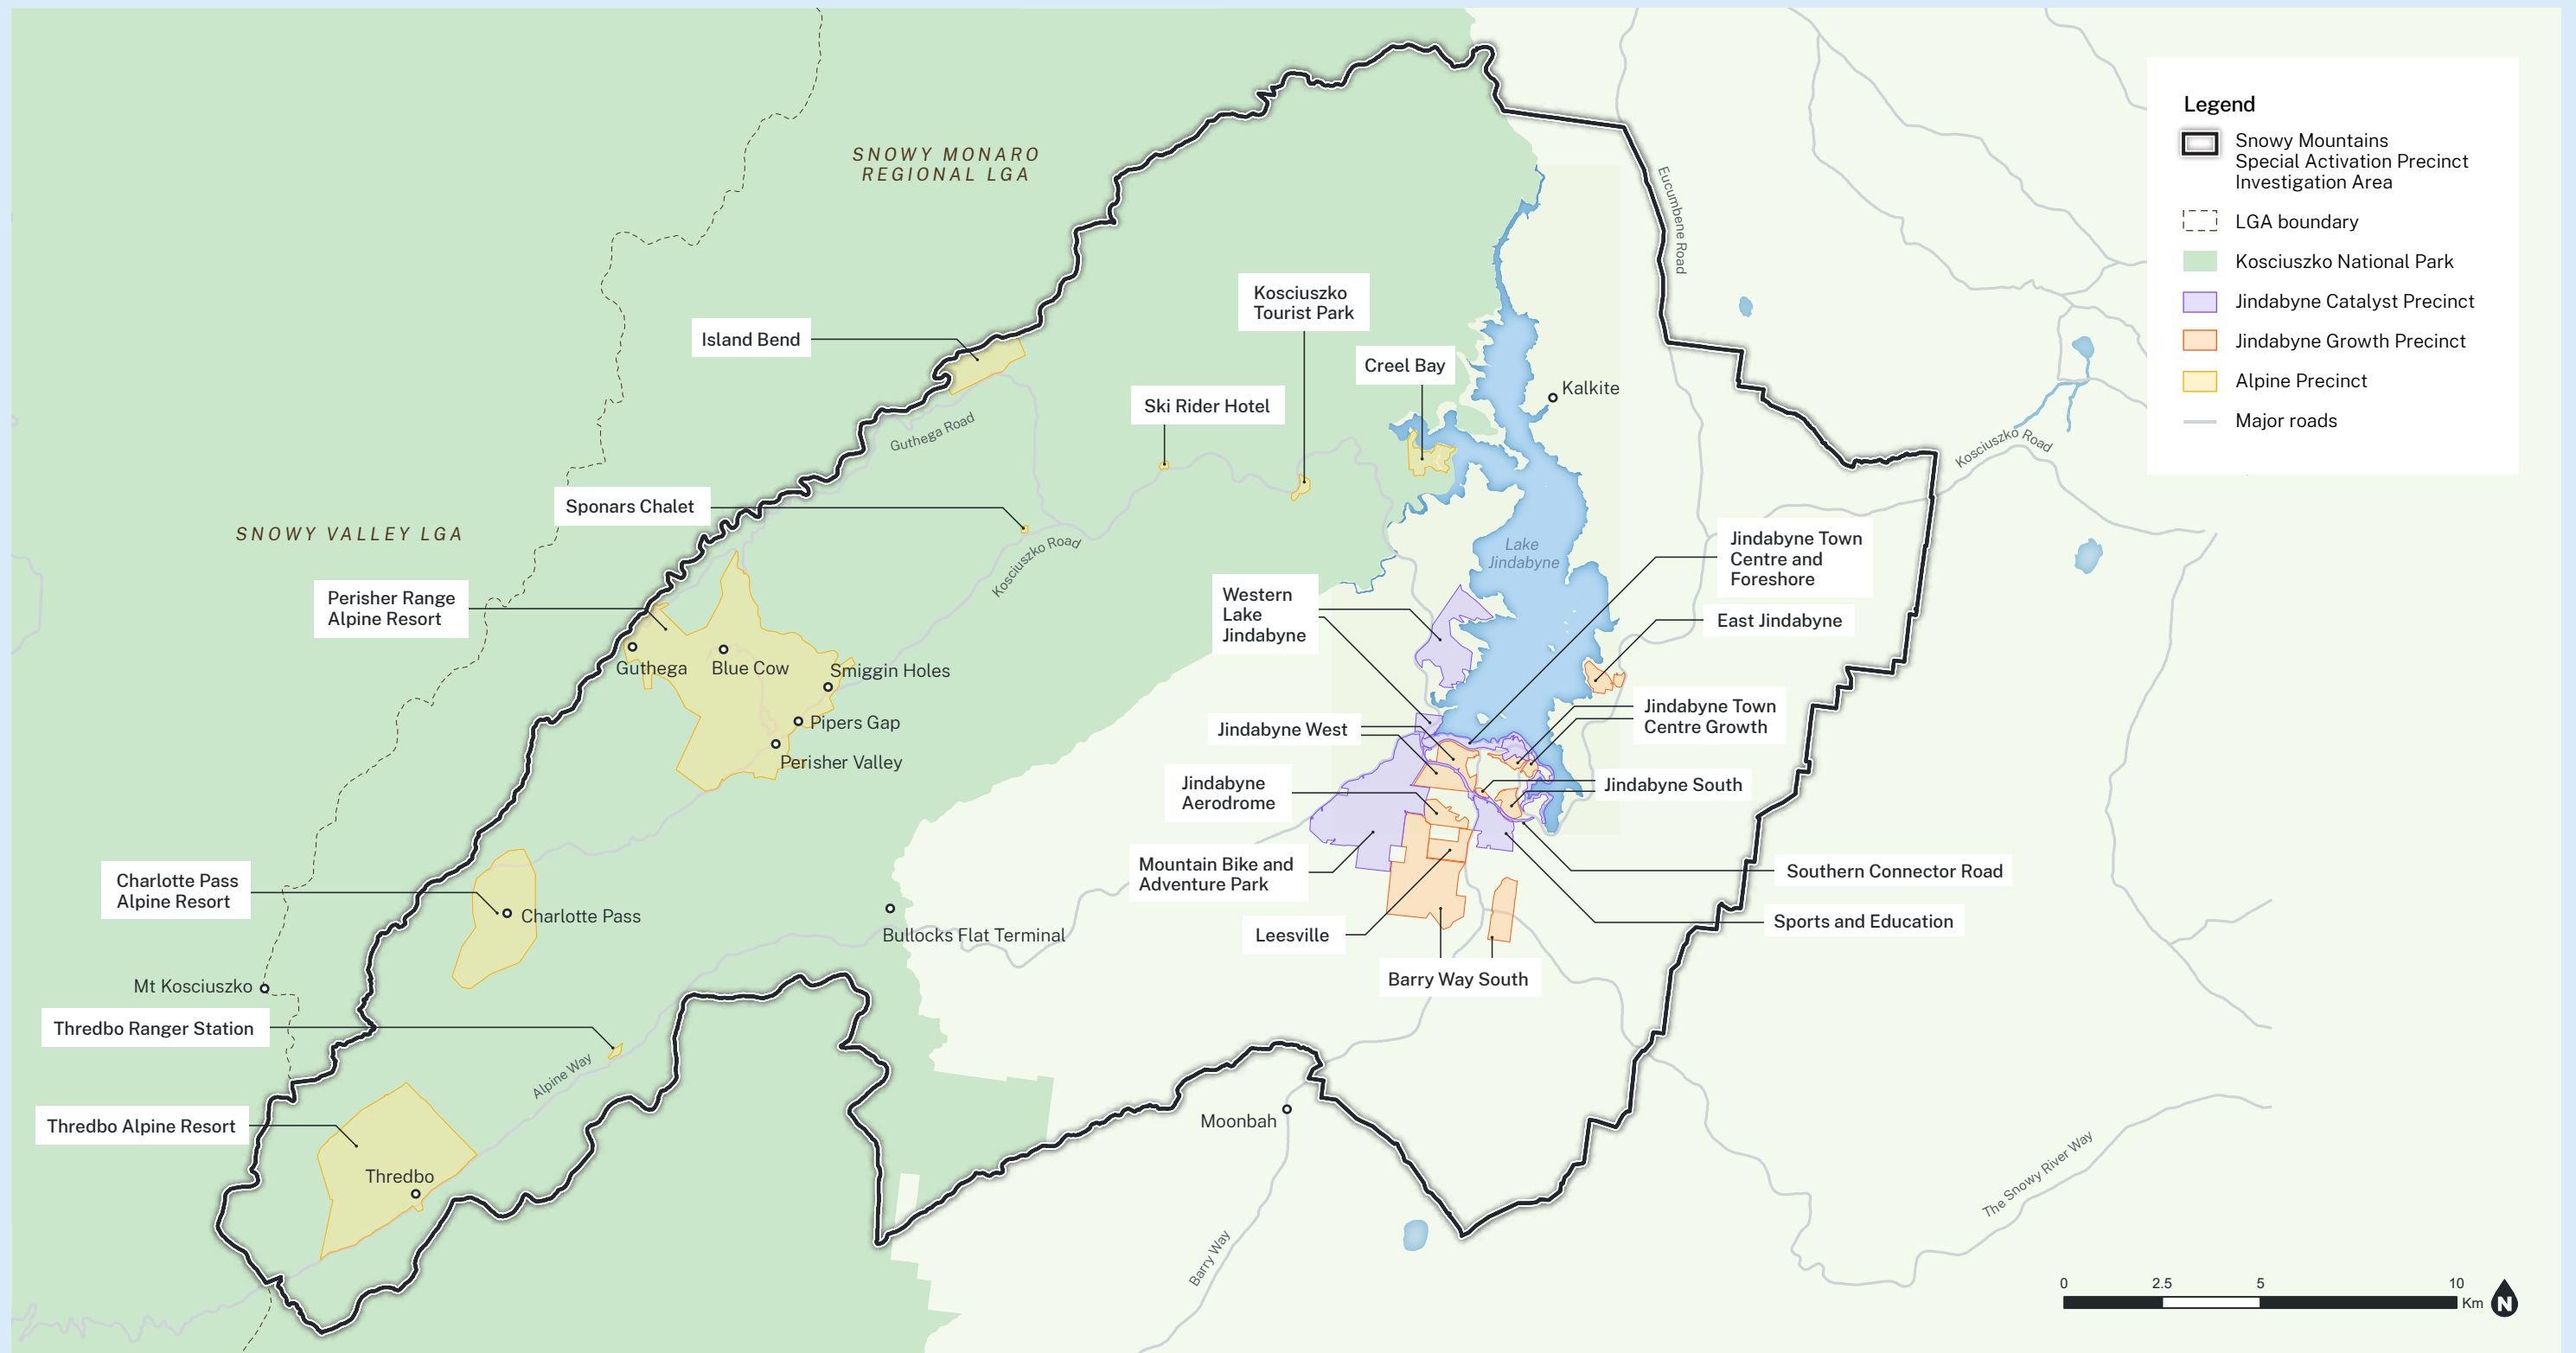 SNOWY MONARO
REGIONAL LGA
SNOWY VALLEY LGA
Island Bend
Kosciuszko
Tourist Park
Creel Bay
Ski Rider Hotel
Kalkite
Eucumbene Road
Guthega Road
Sponars Chalet
Kosciuszko Road
Kosciuszko Road
Lake
Jindabyne
Perisher Range
Alpine Resort
Guthega
Blue Cow
Smiggin Holes
Pipers Gap
Perisher Valley
Western
Lake
Jindabyne
Jindabyne Town
Centre and
Foreshore
East Jindabyne
Jindabyne Town
Centre Growth
Jindabyne West
Jindabyne
Aerodrome
Jindabyne South
Mountain Bike and
Adventure Park
Southern Connector Road
Leesville
Sports and Education
Barry Way South
Charlotte Pass
Alpine Resort
Charlotte Pass
Bullocks Flat Terminal
Mt Kosciuszko
Thredbo Ranger Station
Alpine Way
Thredbo Alpine Resort
Thredbo
Moonbah
Barry Way
The Snowy River Way
Legend
Snowy Mountains
Special Activation Precinct
Investigation Area
LGA boundary
Kosciuszko National Park
Jindabyne Catalyst Precinct
Jindabyne Growth Precinct
Alpine Precinct
Major roads
0 2.5 5 10
Km
N